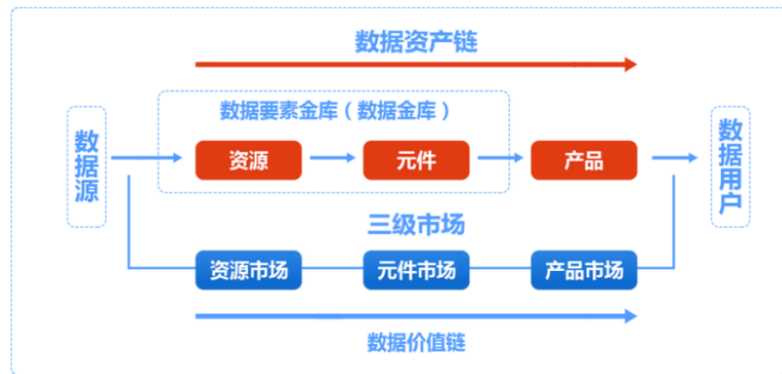 数据资产链
数据要素金库（数据金库）
数据源
资源
元件
产品
数据用户
三级市场
资源市场
元件市场
产品市场
数据价值链